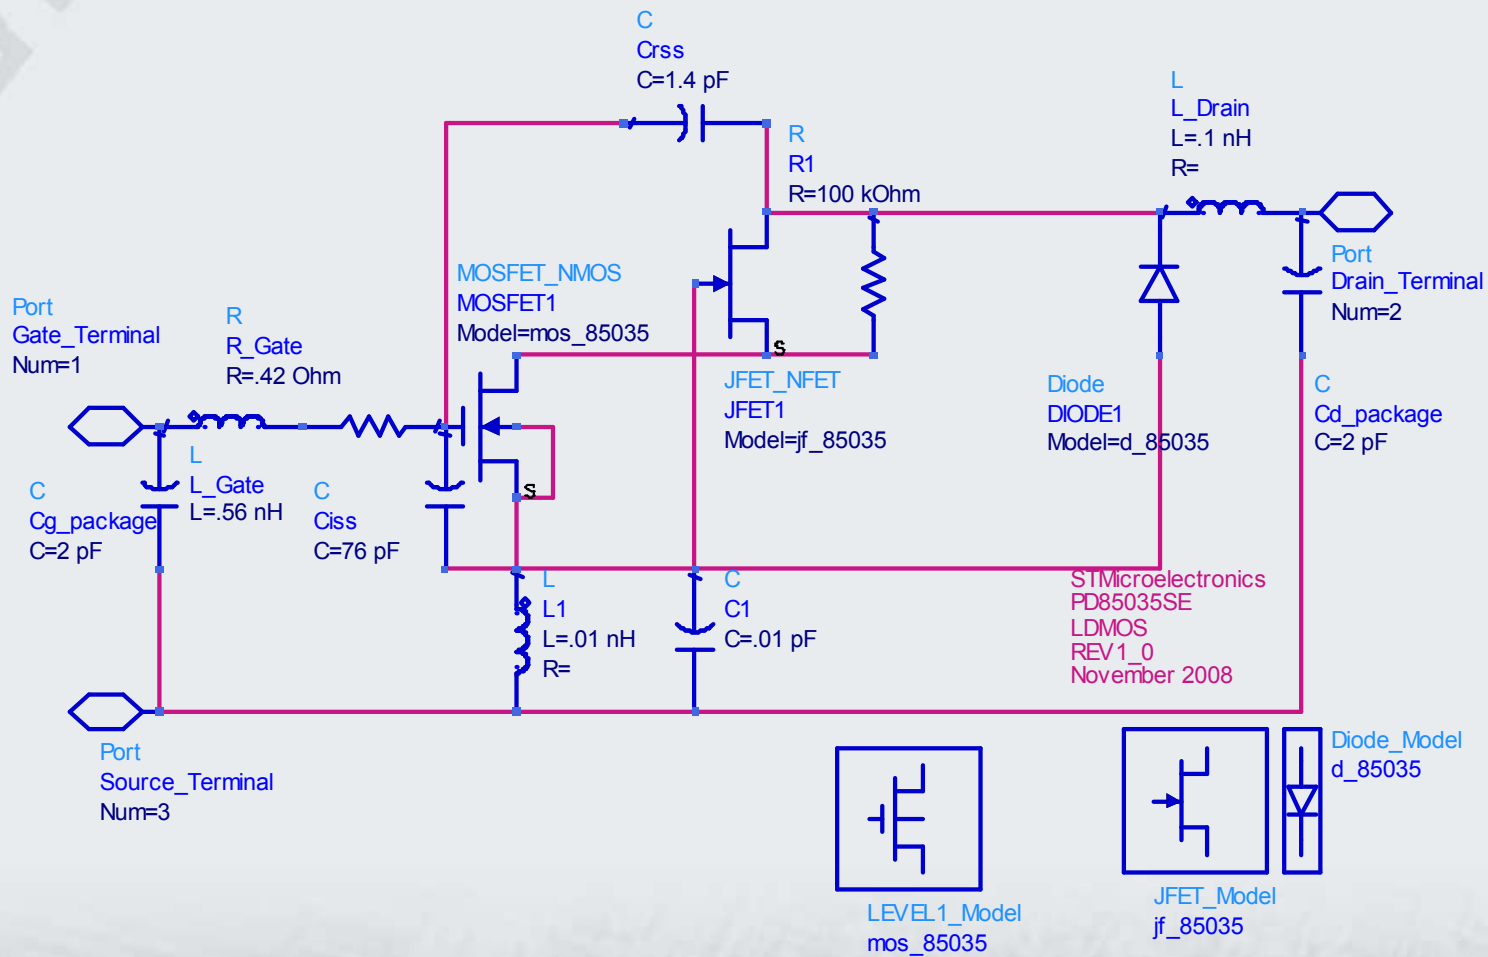 C
Crss
C=1.4 pF
L
L_Drain
L=.1 nH
R=
R
R1
R=100 kOhm
MOSFET_NMOS
MOSFET1
Model=mos_85035
Port
Drain_Terminal
Num=2
Port
Gate_Terminal
Num=1
R
R_Gate
R=.42 Ohm
S
JFET_NFET
JFET1
Model=jf_85035
Diode
DIODE1
Model=d_85035
C
Cd_package
C=2 pF
L
L_Gate
L=.56 nH
C
Cg_package
C=2 pF
C
Ciss
C=76 pF
S
L
L1
L=.01 nH
R=
C
C1
C=.01 pF
STMicroelectronics
PD85035SE
LDMOS
REV1_0
November 2008
Port
Source_Terminal
Num=3
Diode_Model
d_85035
LEVEL1_Model
mos_85035
JFET_Model
jf_85035